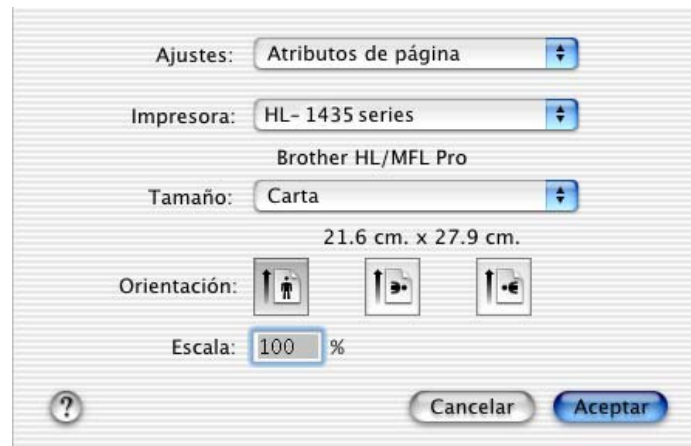 Ajustes: Atributos de página
Impresora: HL- 1435 series
Brother HL/MFL Pro
Tamaño: Carta
21.6 cm. x 27.9 cm.
Orientación:
Escala: 100 %
? Cancelar Aceptar